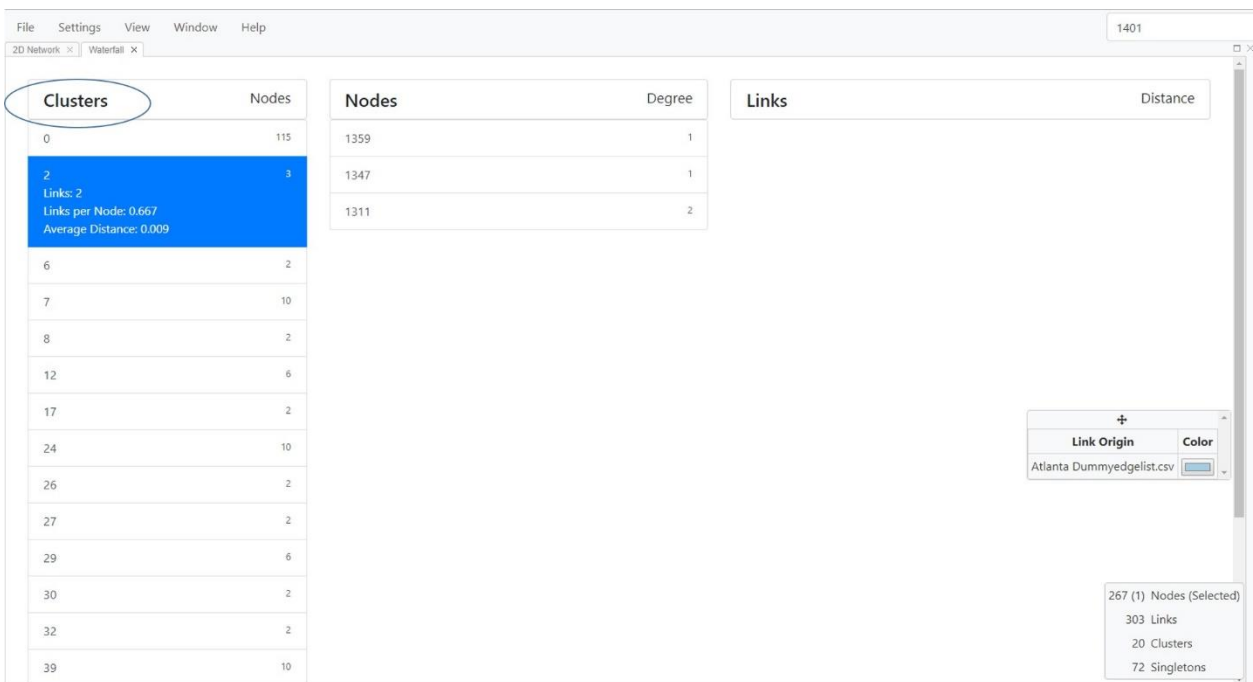 File Settings View Window Help
1401
2D Network × Waterfall ×
Clusters Nodes
0 115
2 3
Links: 2
Links per Node: 0.667
Average Distance: 0.009
6 2
7 10
8 2
12 6
17 2
24 10
26 2
27 2
29 6
30 2
32 2
39 10
Nodes Degree
1359 1
1347 1
1311 2
Links Distance
Link Origin Color
Atlanta Dummyedgelist.csv
267 (1) Nodes (Selected)
303 Links
20 Clusters
72 Singletons